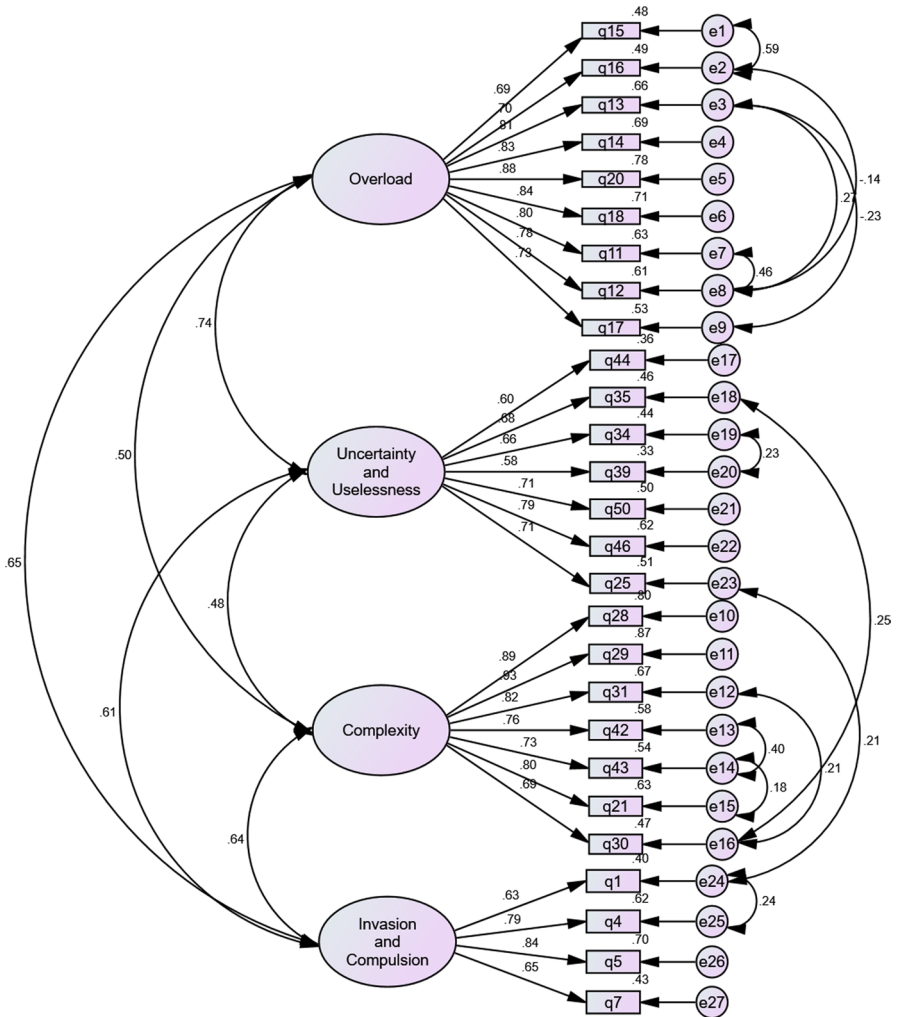 .48
q15
e1
.59
.49
q16
e2
.69
.66
q13
e3
.70
.81
.69
q14
e4
.83
.78
.88
Overload
q20
e5
-.14
.84
.71
.27
q18
e6
-.23
.80
.63
.78
q11
e7
.73
.46
.61
q12
e8
.53
q17
e9
.74
.36
q44
e17
.46
.60
q35
e18
.68
.44
.66
q34
e19
.23
.58
.33
Uncertainty
and
Uselessness
q39
e20
.50
.71
.50
q50
e21
.79
.62
.71
q46
e22
.51
q25
e23
.65
.48
.80
q28
e10
.25
.87
.89
q29
e11
.93
.67
.82
q31
e12
.61
.76
.58
Complexity
q42
e13
.40
.21
.73
.54
q43
e14
.21
.80
.18
.63
.69
q21
e15
.47
.64
q30
e16
.40
q1
e24
.63
.24
.62
.79
q4
e25
Invasion
and
Compulsion
.84
.70
q5
e26
.65
.43
q7
e27